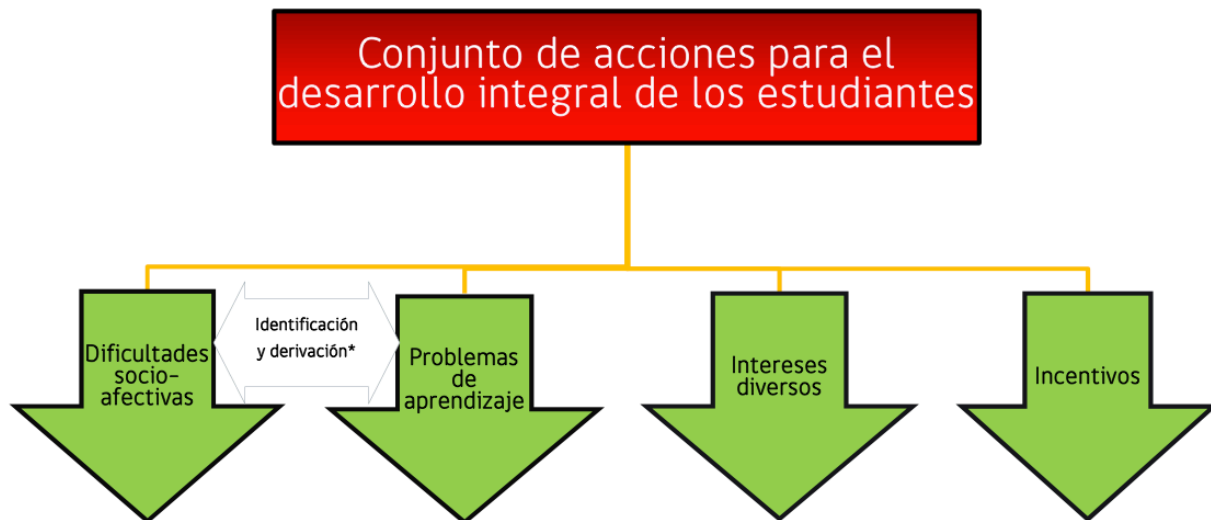 Conjunto de acciones para el
desarrollo integral de los estudiantes
Dificultades
socio-
afectivas
Identificación
y derivación*
Problemas
de
aprendizaje
Intereses
diversos
Incentivos